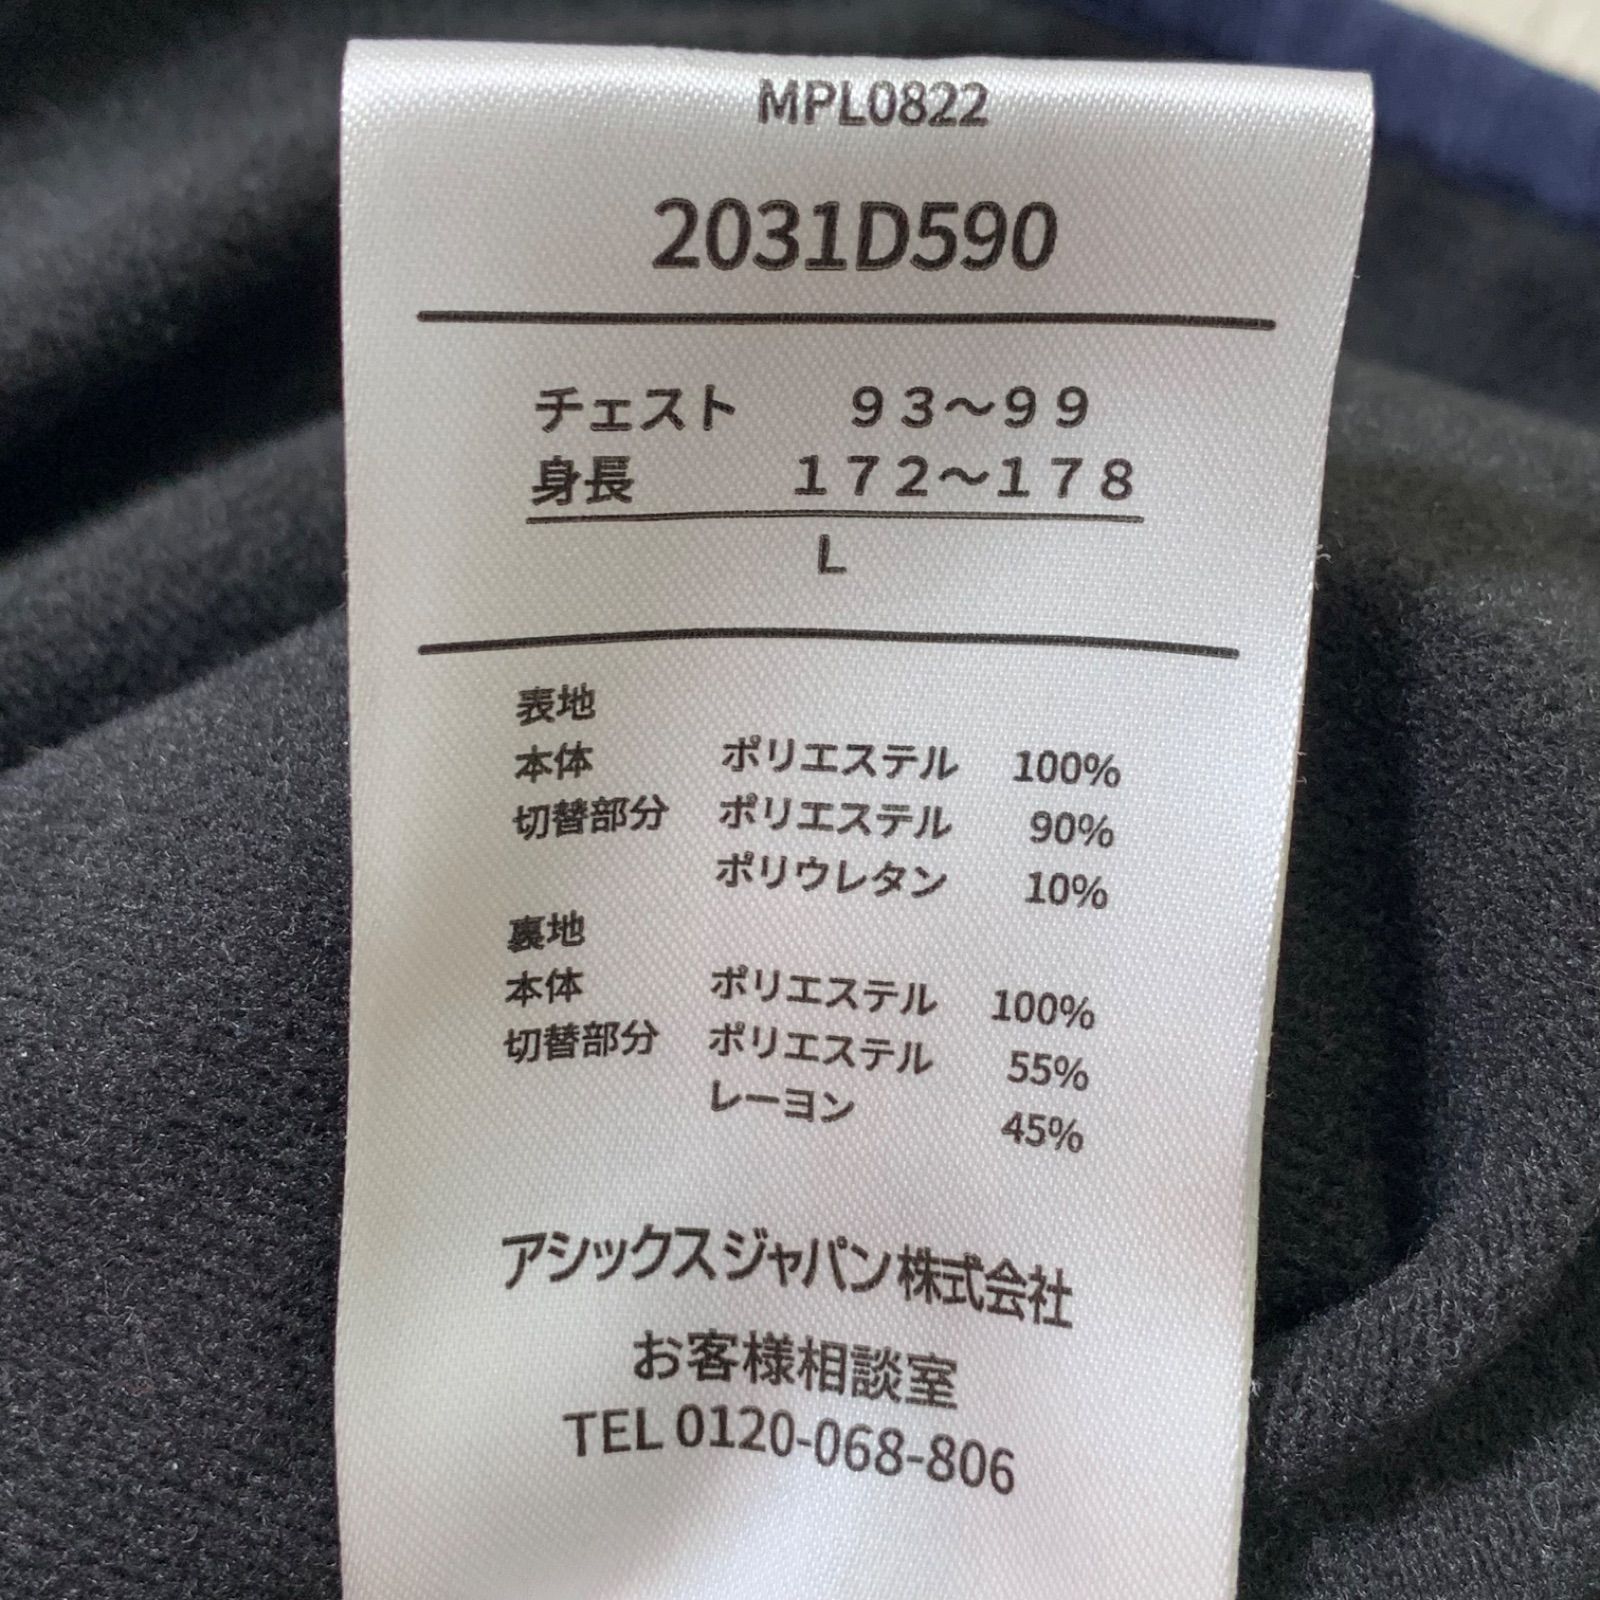 MPL0822
2031D590
チェスト 93～99
身長 172～178
L
表地
本体 ポリエステル 100%
切替部分 ポリエステル 90%
ポリウレタン 10%
裏地
本体 ポリエステル 100%
切替部分 ポリエステル 55%
レーヨン 45%
アシックスジャパン株式会社
お客様相談室
TEL 0120-068-806